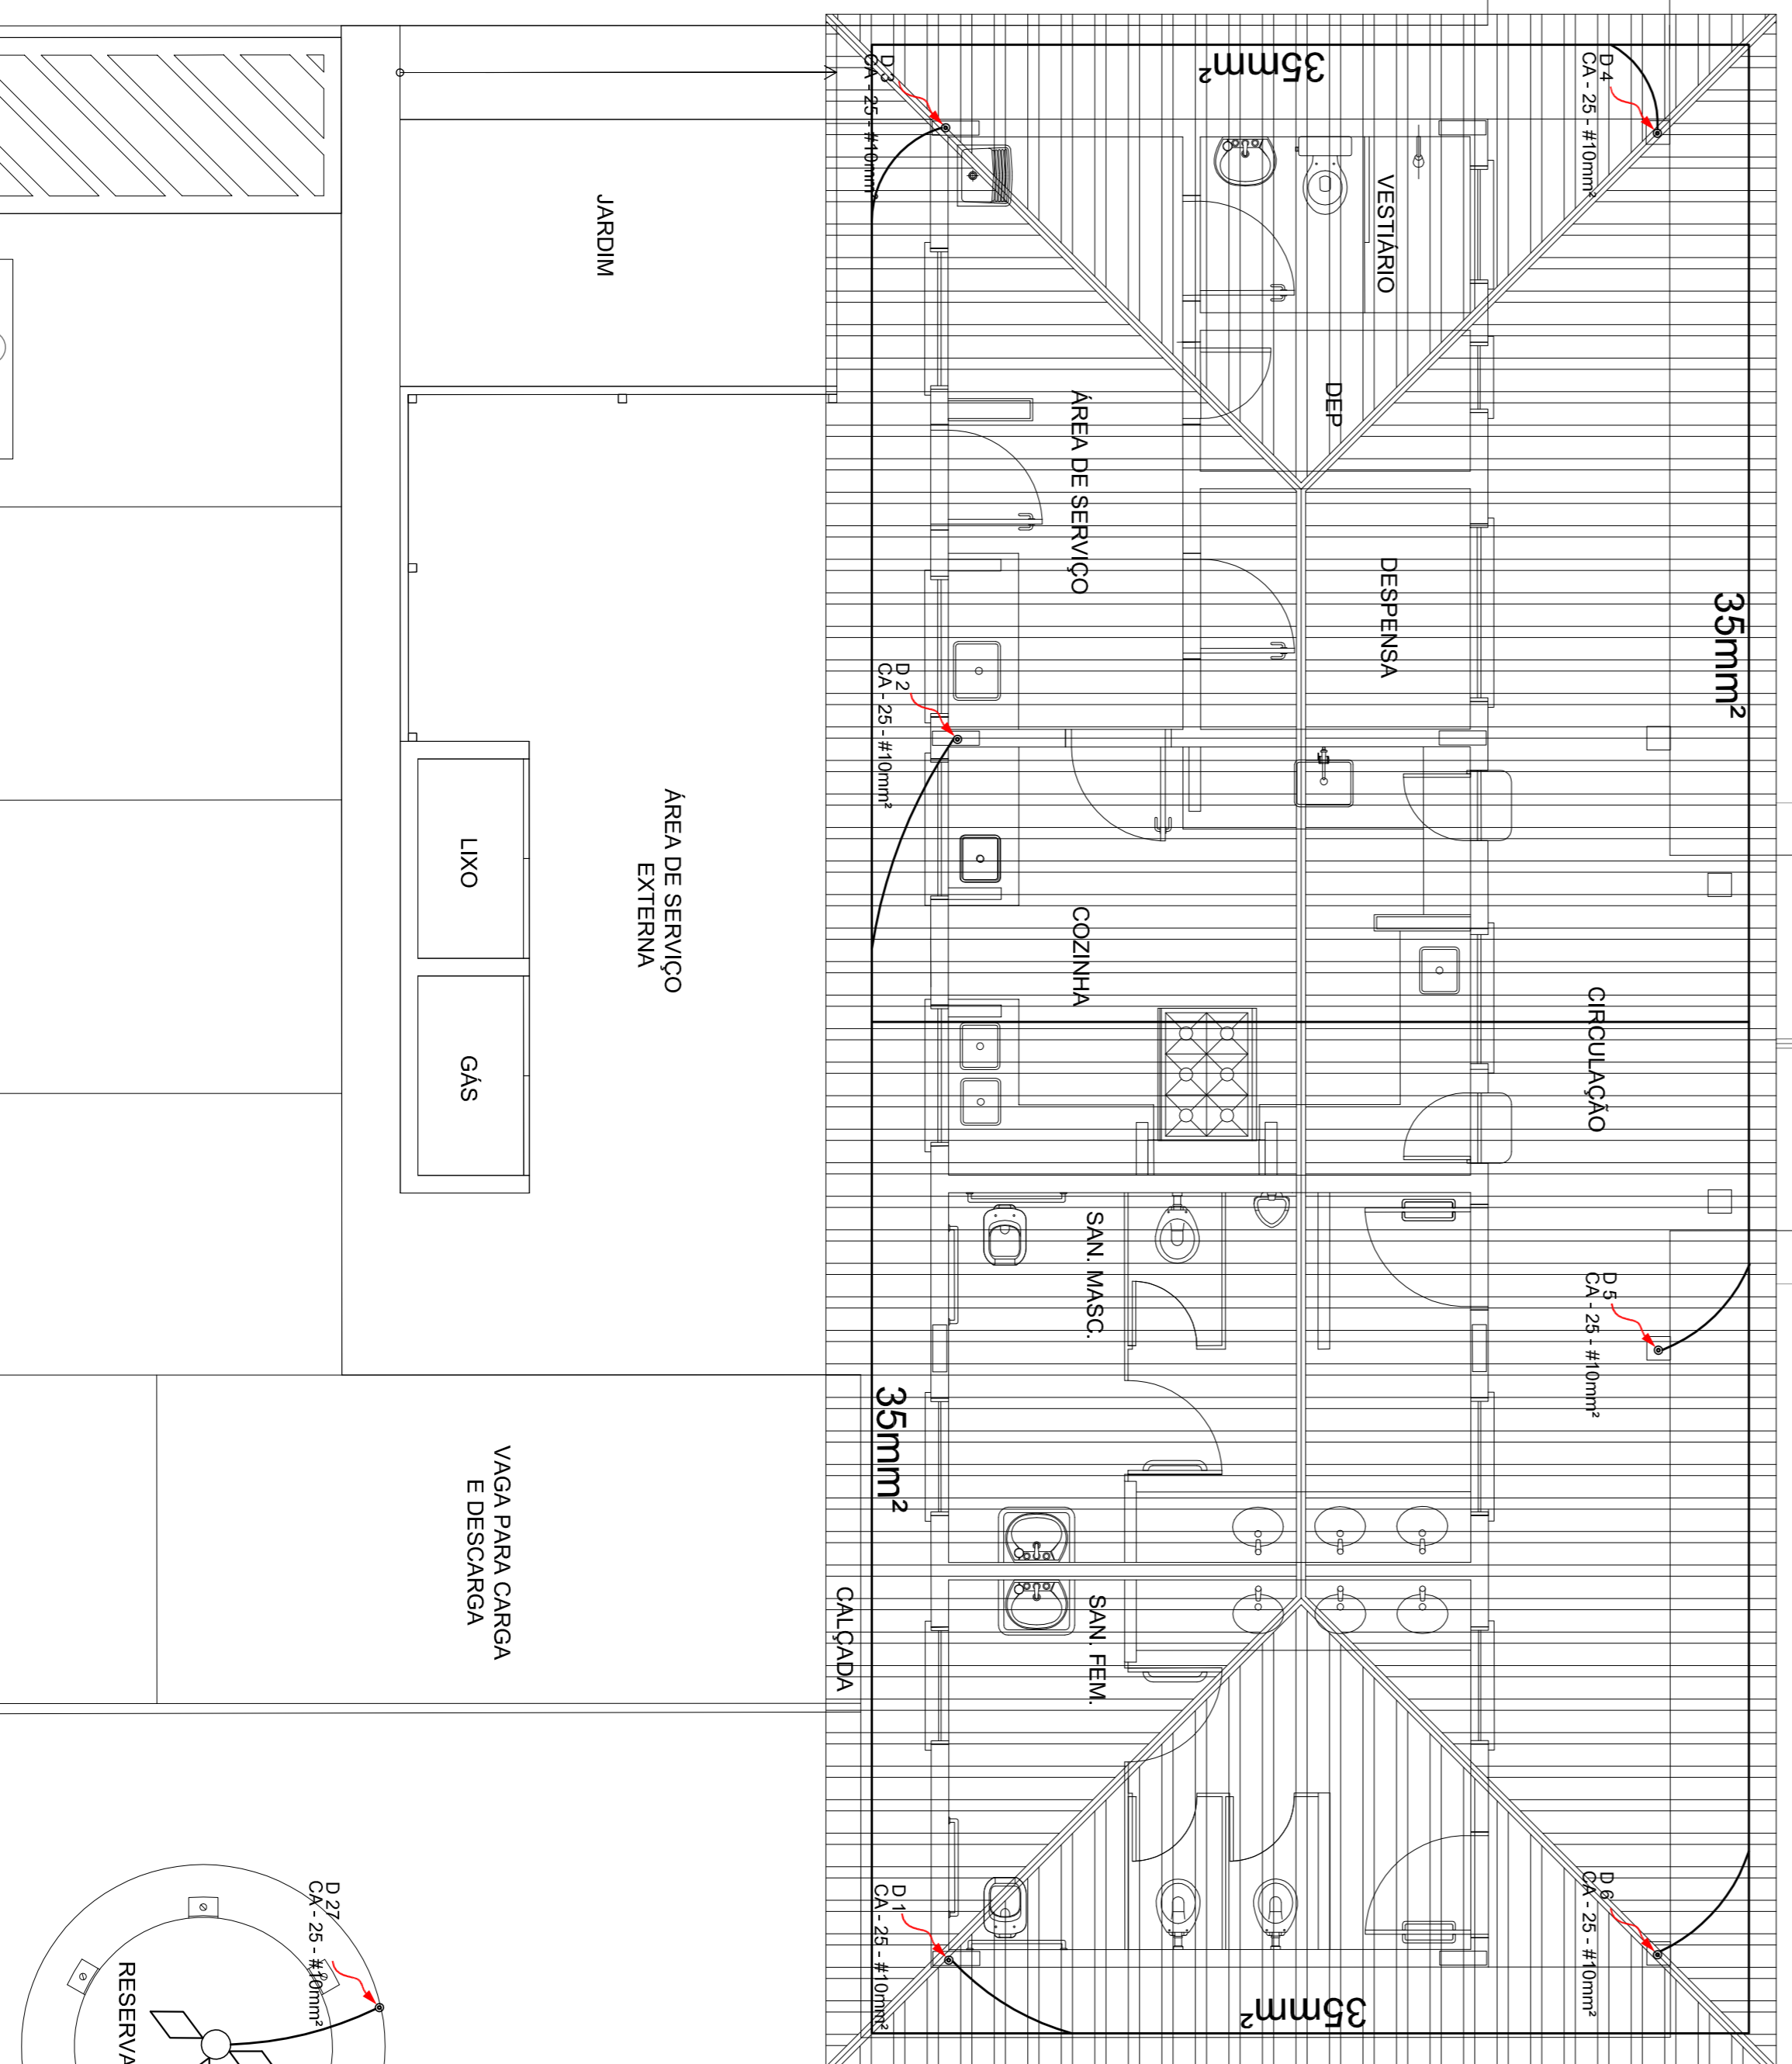 35mm²
D 3
CA - 25 - #10mm²
D 4
CA - 25 - #10mm²
VESTIÁRIO
JARDIM
DEP
ÁREA DE SERVIÇO
DESPENSA
35mm²
D 2
CA - 25 - #10mm²
ÁREA DE SERVIÇO
EXTERNA
LIXO
COZINHA
CIRCULAÇÃO
GÁS
SAN. MASC.
D 5
CA - 25 - #10mm²
35mm²
VAGA PARA CARGA
E DESCARGA
CALÇADA
SAN. FEM.
D 6
CA - 25 - #10mm²
D 1
CA - 25 - #10mm²
D 27
CA - 25 - #10mm²
35mm²
RESERVA